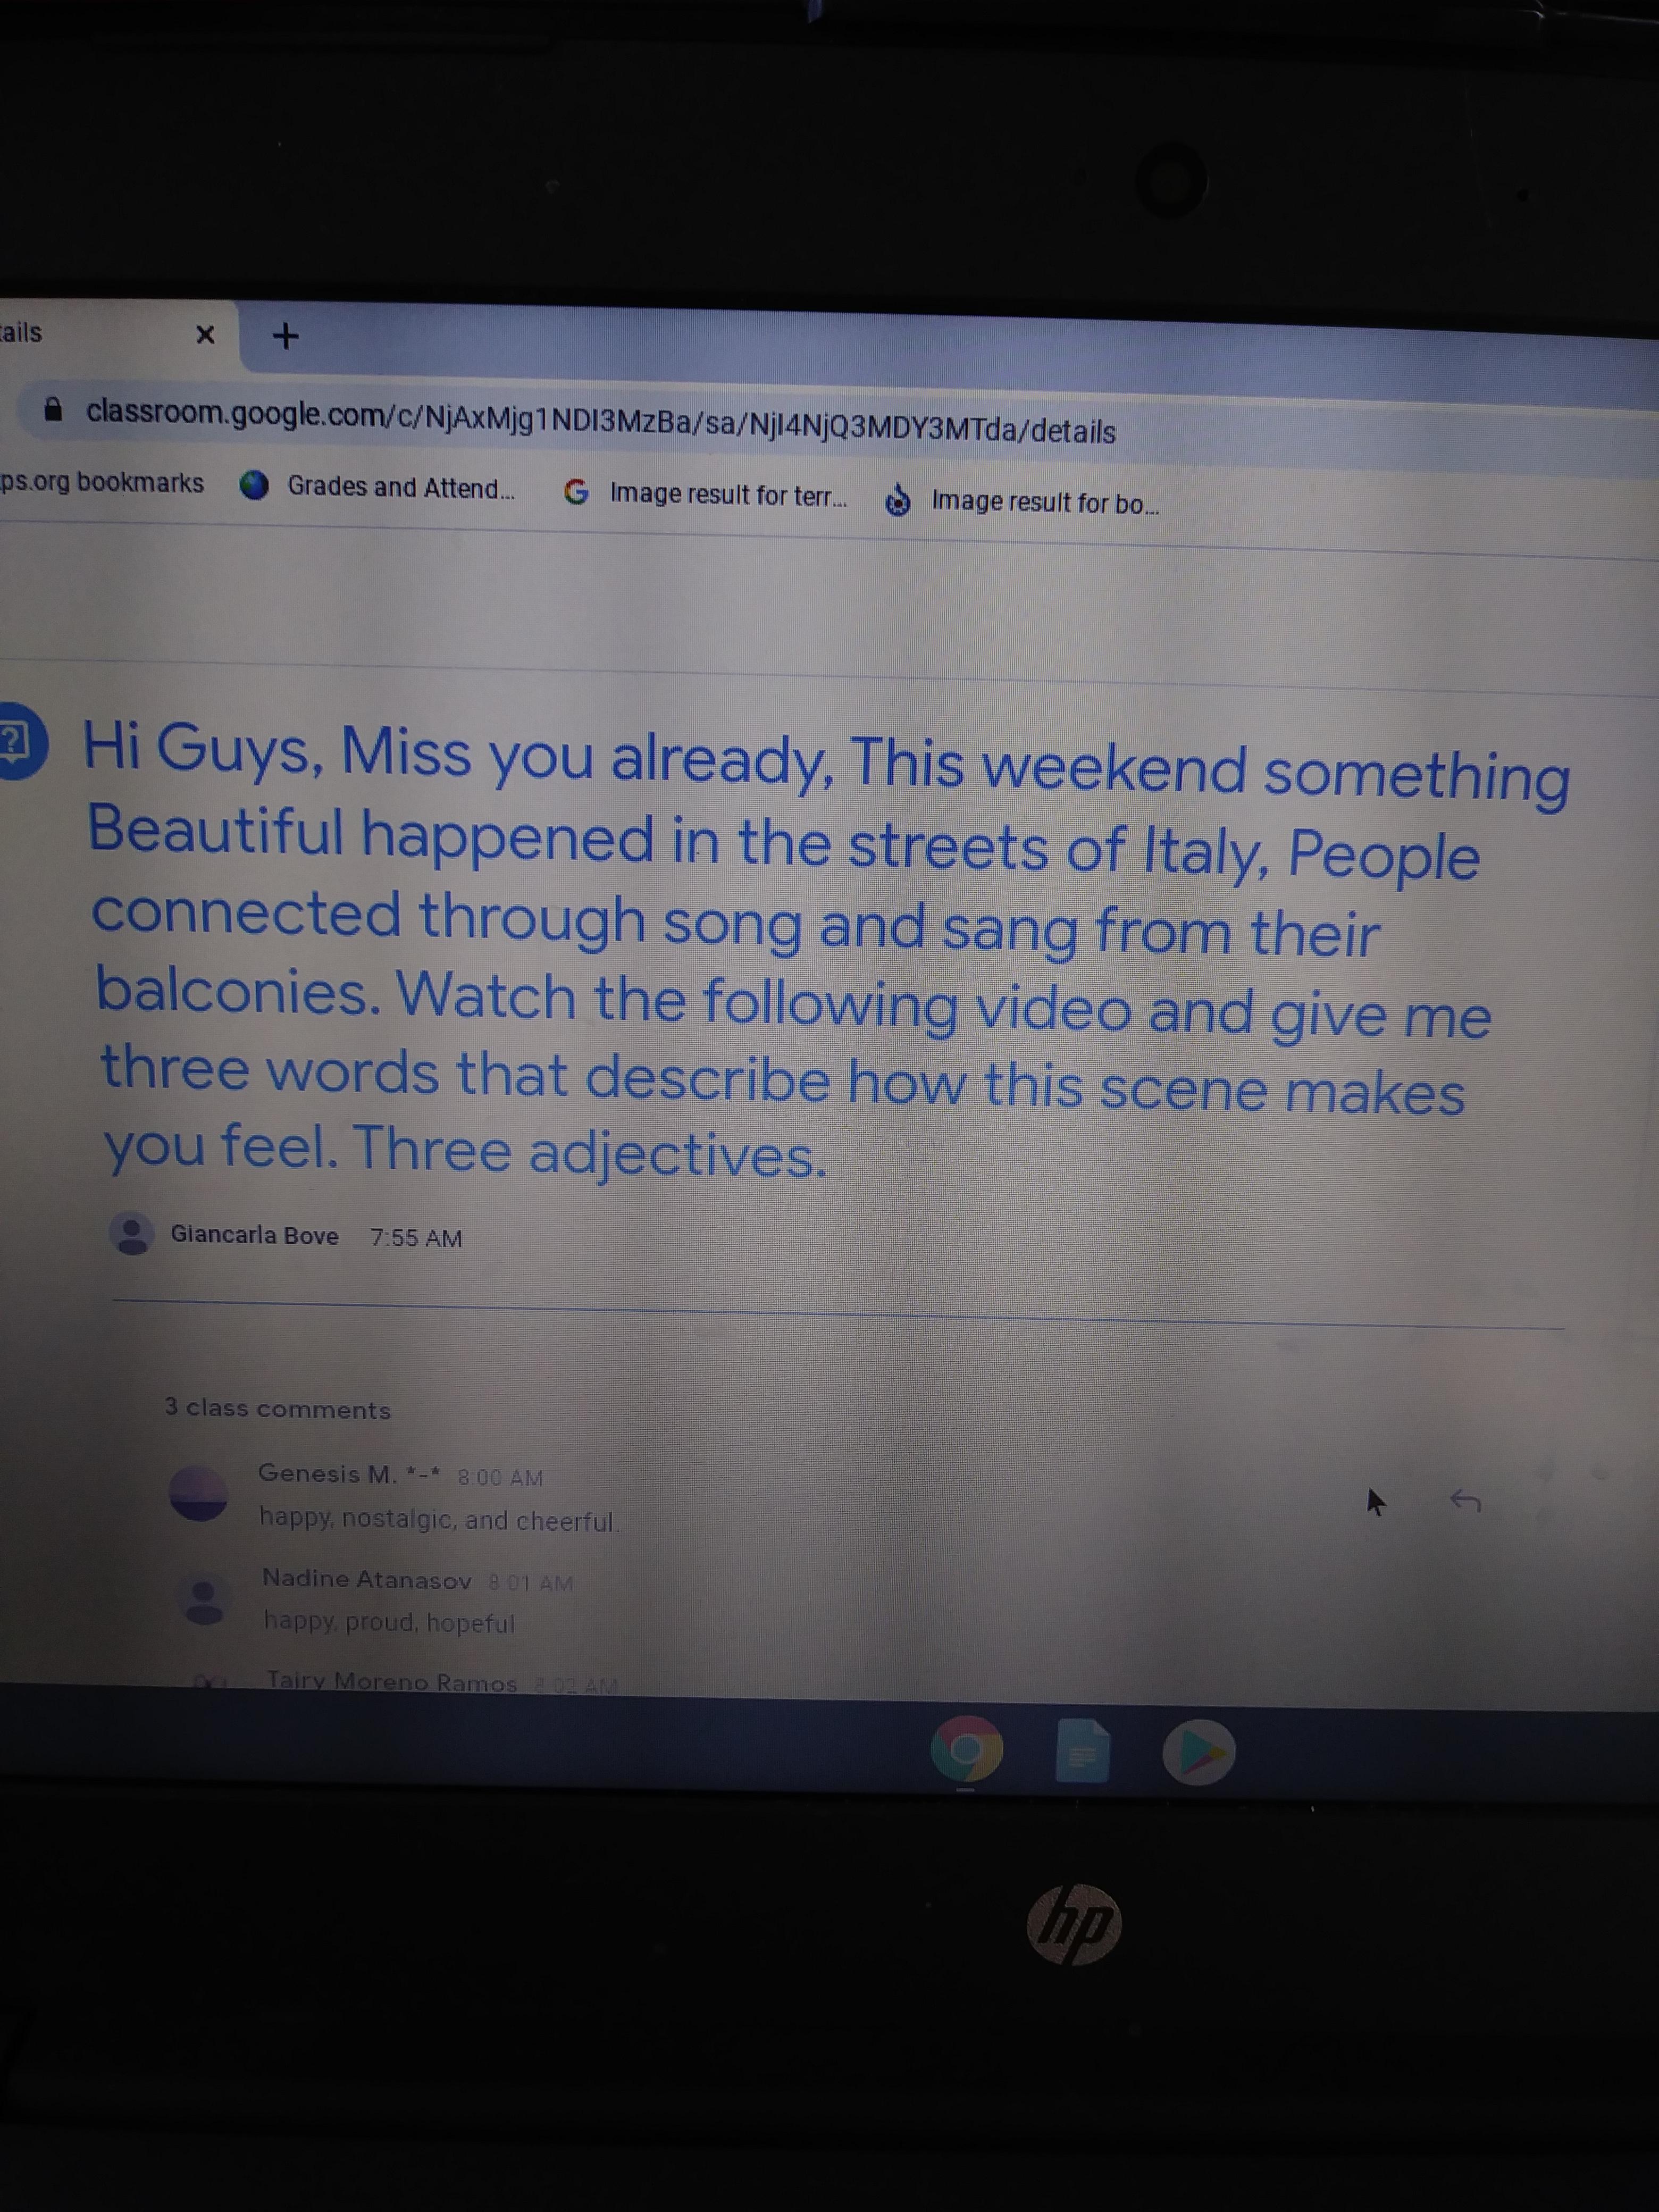 ails
classroom.google.com/c/NjAxMjg1NDI3MzBa/sa/NjI4NjQ3MDY3MTda/details
ps.org bookmarks Grades and Attend... Image result for terr... Image result for bo...
Hi Guys, Miss you already, This weekend something
Beautiful happened in the streets of Italy, People
connected through song and sang from their
balconies. Watch the following video and give me
three words that describe how this scene makes
you feel. Three adjectives.
Giancarla Bove 7:55 AM
3 class comments
Genesis M. *-* 8:00 AM
happy, nostalgic, and cheerful.
Nadine Atanasov 8:01 AM
happy, proud, hopeful
Tairy Moreno Ramos 8:02 AM
hp